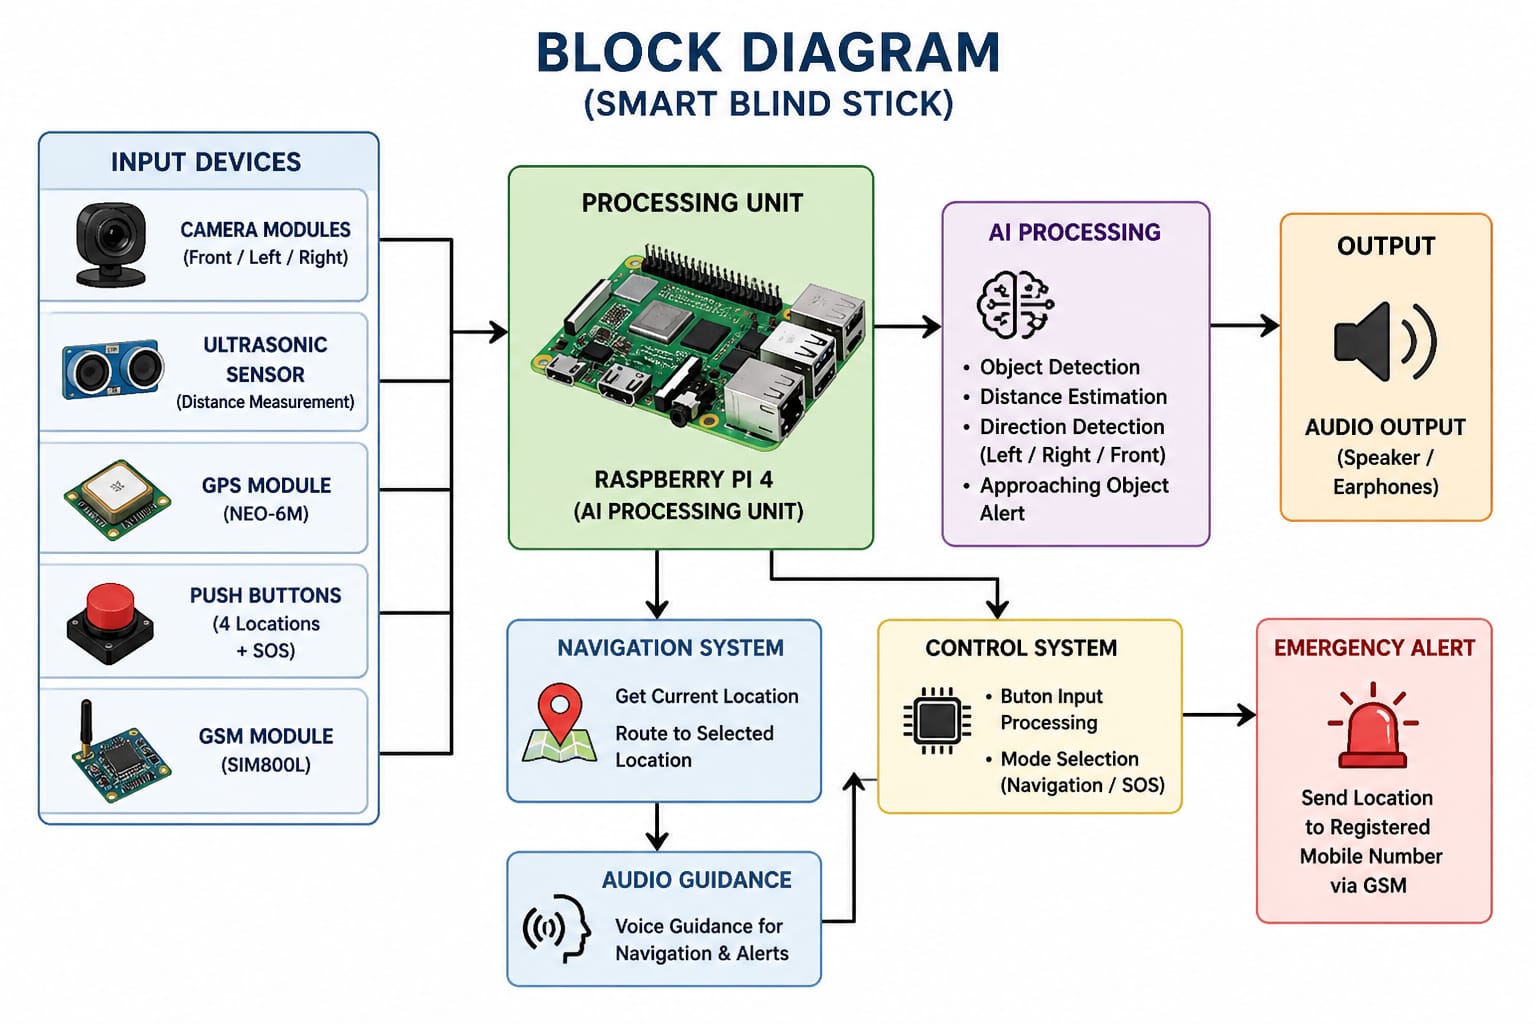 BLOCK DIAGRAM
(SMART BLIND STICK)
INPUT DEVICES
CAMERA MODULES
(Front / Left / Right)
ULTRASONIC
SENSOR
(Distance Measurement)
GPS MODULE
(NEO-6M)
PUSH BUTTONS
(4 Locations
+ SOS)
GSM MODULE
(SIM800L)
PROCESSING UNIT
RASPBERRY PI 4
(AI PROCESSING UNIT)
AI PROCESSING
• Object Detection
• Distance Estimation
• Direction Detection
(Left / Right / Front)
• Approaching Object
Alert
OUTPUT
AUDIO OUTPUT
(Speaker /
Earphones)
NAVIGATION SYSTEM
Get Current Location
Route to Selected
Location
CONTROL SYSTEM
• Buton Input
Processing
• Mode Selection
(Navigation / SOS)
EMERGENCY ALERT
Send Location
to Registered
Mobile Number
via GSM
AUDIO GUIDANCE
Voice Guidance for
Navigation & Alerts